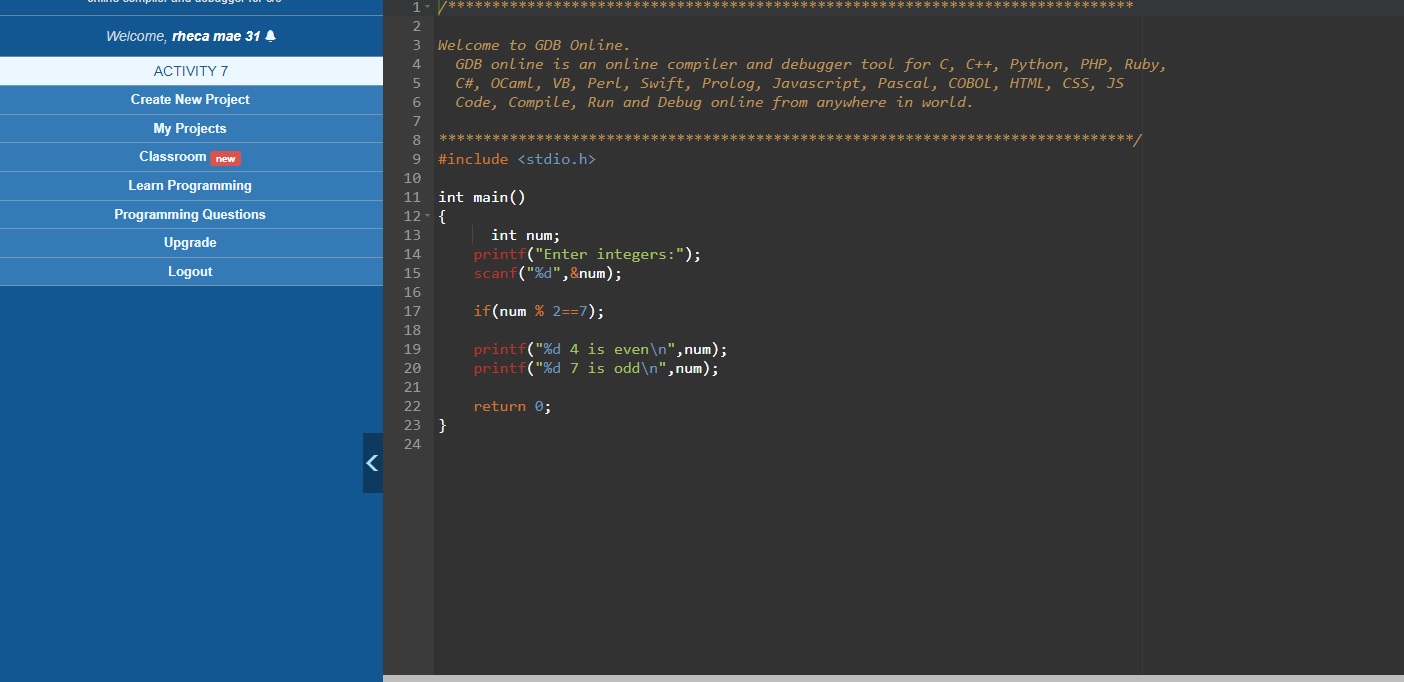 online compiler and debugger for c/c++
Welcome, rheca mae 31
ACTIVITY 7
Create New Project
My Projects
Classroom new
Learn Programming
Programming Questions
Upgrade
Logout
1 /******************************************************************************
2
3 Welcome to GDB Online.
4   GDB online is an online compiler and debugger tool for C, C++, Python, PHP, Ruby,
5   C#, OCaml, VB, Perl, Swift, Prolog, Javascript, Pascal, COBOL, HTML, CSS, JS
6   Code, Compile, Run and Debug online from anywhere in world.
7
8 *******************************************************************************/
9 #include <stdio.h>
10
11 int main()
12 {
13       int num;
14     printf("Enter integers:");
15     scanf("%d",&num);
16
17     if(num % 2==7);
18
19     printf("%d 4 is even\n",num);
20     printf("%d 7 is odd\n",num);
21
22     return 0;
23 }
24